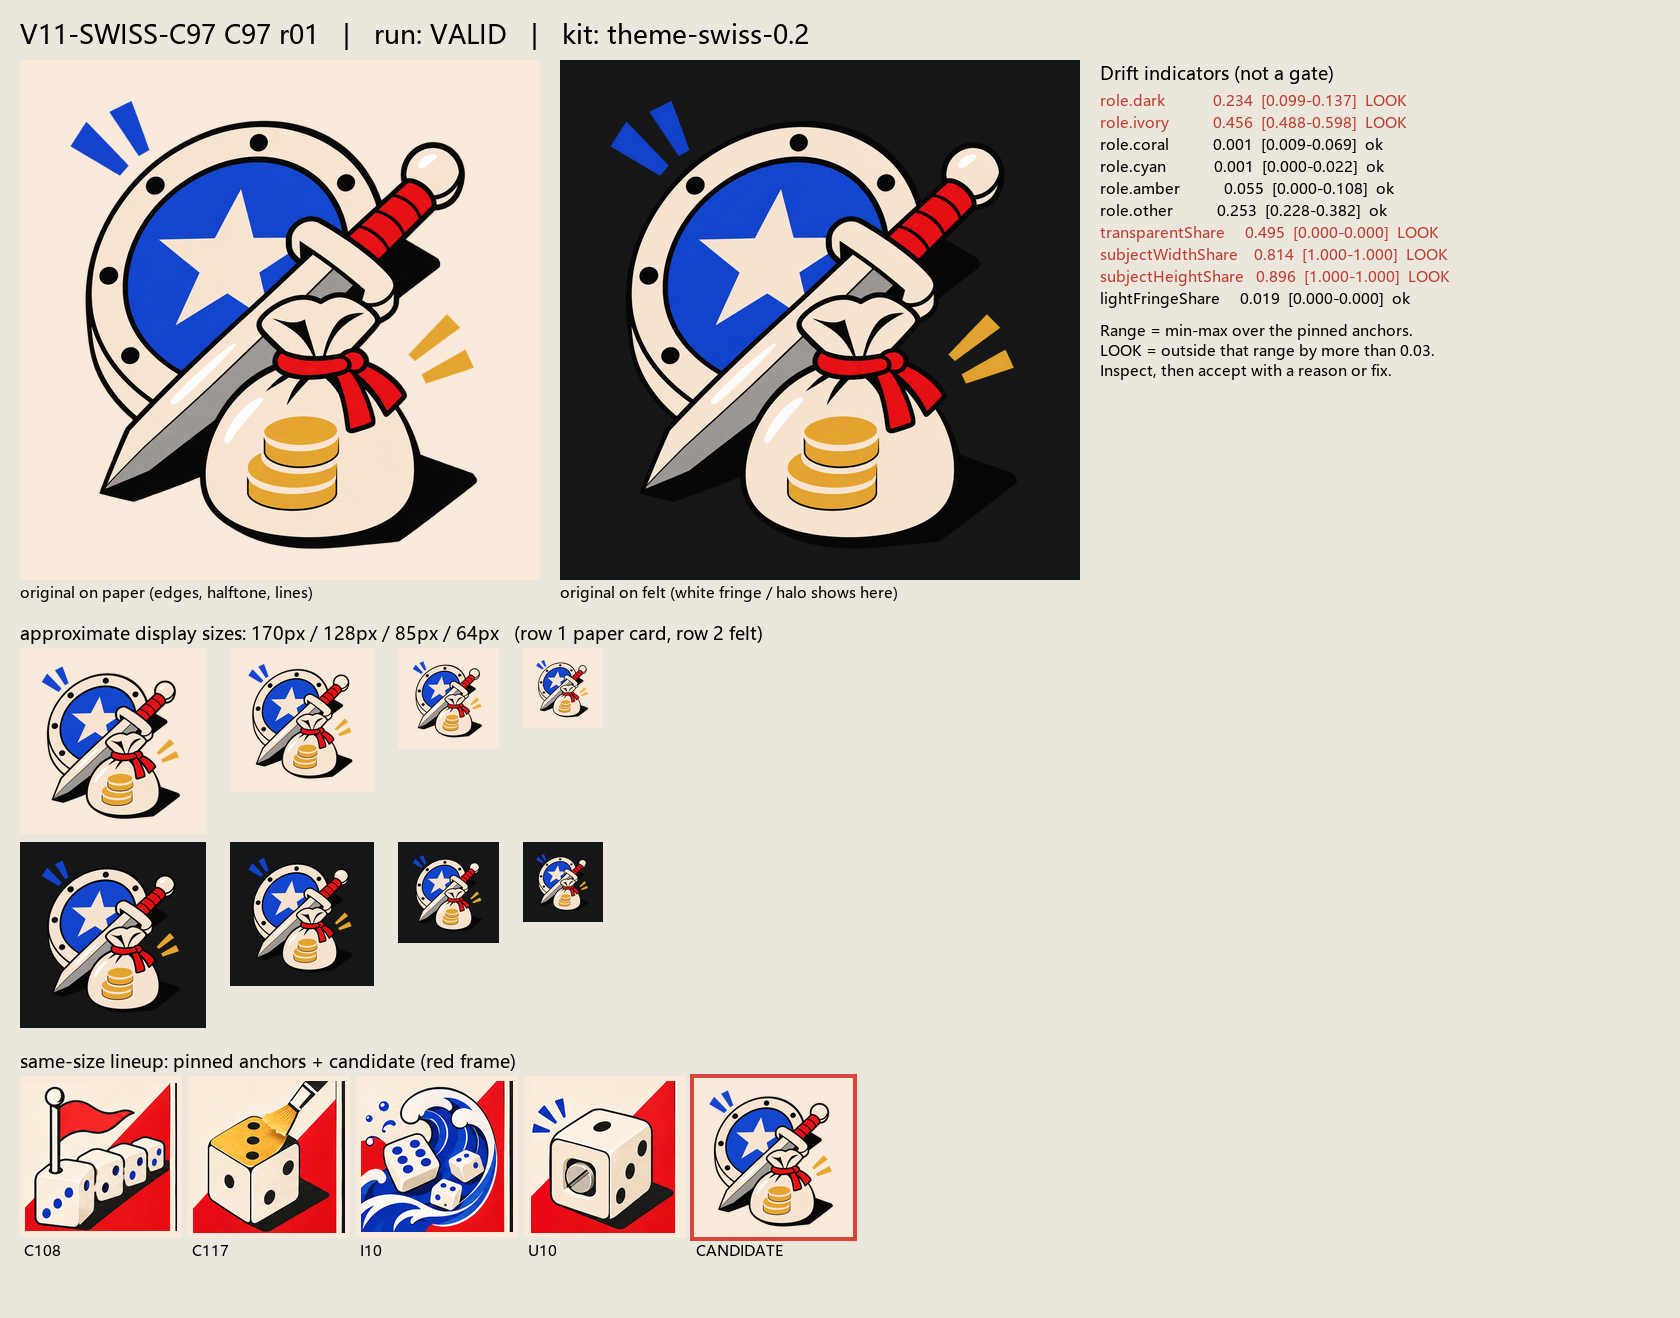 V11-SWISS-C97 C97 r01 | run: VALID | kit: theme-swiss-0.2
Drift indicators (not a gate)
role.dark 0.234 [0.099-0.137] LOOK
role.ivory 0.456 [0.488-0.598] LOOK
role.coral 0.001 [0.009-0.069] ok
role.cyan 0.001 [0.000-0.022] ok
role.amber 0.055 [0.000-0.108] ok
role.other 0.253 [0.228-0.382] ok
transparentShare 0.495 [0.000-0.000] LOOK
subjectWidthShare 0.814 [1.000-1.000] LOOK
subjectHeightShare 0.896 [1.000-1.000] LOOK
lightFringeShare 0.019 [0.000-0.000] ok
Range = min-max over the pinned anchors.
LOOK = outside that range by more than 0.03.
Inspect, then accept with a reason or fix.
original on paper (edges, halftone, lines)
original on felt (white fringe / halo shows here)
approximate display sizes: 170px / 128px / 85px / 64px (row 1 paper card, row 2 felt)
same-size lineup: pinned anchors + candidate (red frame)
C108
C117
I10
U10
CANDIDATE